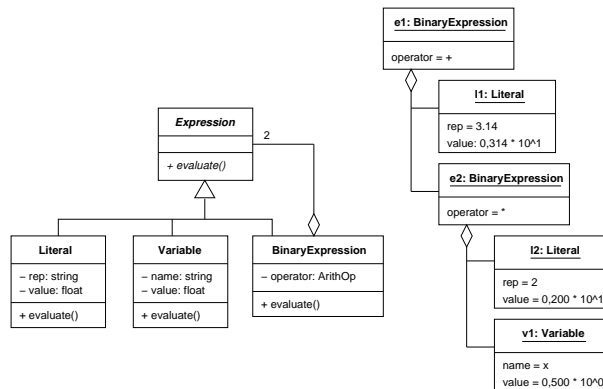 Expression
+ evaluate()
2
Literal
– rep: string
– value: float
+ evaluate()
Variable
– name: string
– value: float
+ evaluate()
BinaryExpression
– operator: ArithOp
+ evaluate()
e1: BinaryExpression
operator = +
l1: Literal
rep = 3.14
value: 0,314 * 10^1
e2: BinaryExpression
operator = *
l2: Literal
rep = 2
value = 0,200 * 10^1
v1: Variable
name = x
value = 0,500 * 10^0